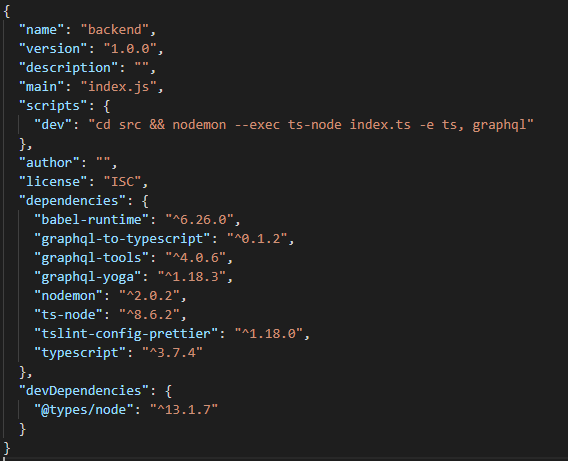 {
  "name": "backend",
  "version": "1.0.0",
  "description": "",
  "main": "index.js",
  "scripts": {
    "dev": "cd src && nodemon --exec ts-node index.ts -e ts, graphql"
  },
  "author": "",
  "license": "ISC",
  "dependencies": {
    "babel-runtime": "^6.26.0",
    "graphql-to-typescript": "^0.1.2",
    "graphql-tools": "^4.0.6",
    "graphql-yoga": "^1.18.3",
    "nodemon": "^2.0.2",
    "ts-node": "^8.6.2",
    "tslint-config-prettier": "^1.18.0",
    "typescript": "^3.7.4"
  },
  "devDependencies": {
    "@types/node": "^13.1.7"
  }
}